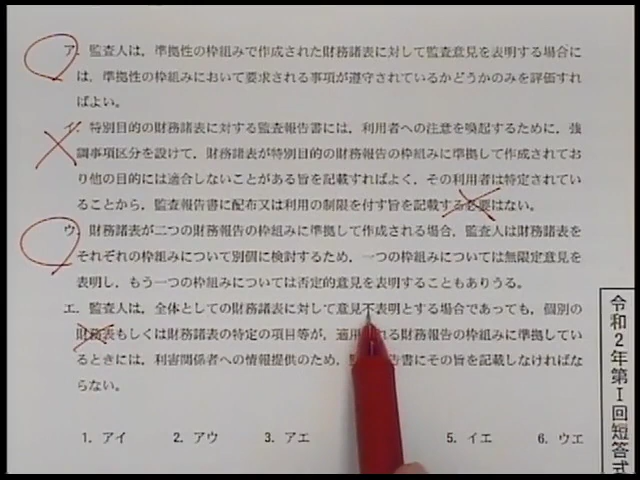 ア．監査人は，準拠性の枠組みで作成された財務諸表に対して監査意見を表明する場合に
は，準拠性の枠組みにおいて要求される事項が遵守されているかどうかのみを評価すれ
ばよい。
イ．特別目的の財務諸表に対する監査報告書には，利用者への注意を喚起するために，強
調事項区分を設けて，財務諸表が特別目的の財務報告の枠組みに準拠して作成されてお
り他の目的には適合しないことがある旨を記載すればよく，その利用者は特定されてい
ることから，監査報告書に配布又は利用の制限を付す旨を記載する必要はない。
ウ．財務諸表が二つの財務報告の枠組みに準拠して作成される場合，監査人は財務諸表を
それぞれの枠組みについて別個に検討するため，一つの枠組みについては無限定意見を
表明し，もう一つの枠組みについては否定的意見を表明することもありうる。
エ．監査人は，全体としての財務諸表に対して意見不表明とする場合であっても，個別の
財務表もしくは財務諸表の特定の項目等が，適用 れる財務報告の枠組みに準拠してい
るときには，利害関係者への情報提供のため， 告書にその旨を記載しなければな
らない。
1．アイ 2．アウ 3．アエ 5．イエ 6．ウエ
令和2年第Ⅰ回短答式